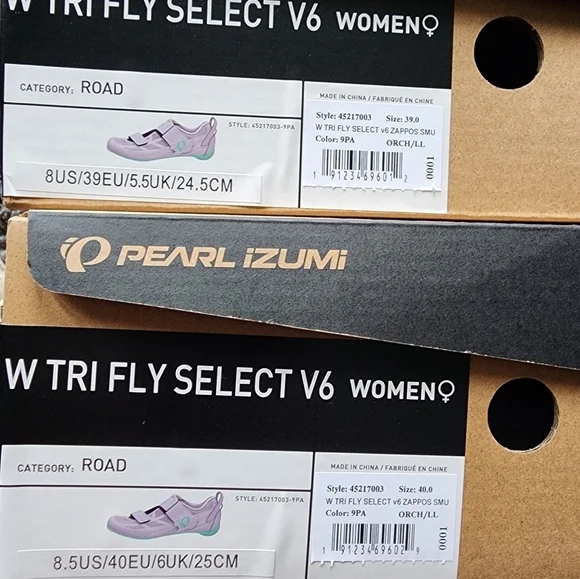 W TRI FLY SELECT V6 WOMEN
CATEGORY: ROAD
MADE IN CHINA / FABRIQUÉ EN CHINE
STYLE: 45217003-9PA
Style: 45217003 Size: 39.0
W TRI FLY SELECT v6 ZAPPOS SMU
Color: 9PA ORCH/LL
0001
1 91234 69601 2
8US/39EU/5.5UK/24.5CM
PEARL iZUMi
W TRI FLY SELECT V6 WOMEN
CATEGORY: ROAD
MADE IN CHINA / FABRIQUÉ EN CHINE
STYLE: 45217003-9PA
Style: 45217003 Size: 40.0
W TRI FLY SELECT v6 ZAPPOS SMU
Color: 9PA ORCH/LL
0001
1 91234 69602 9
8.5US/40EU/6UK/25CM